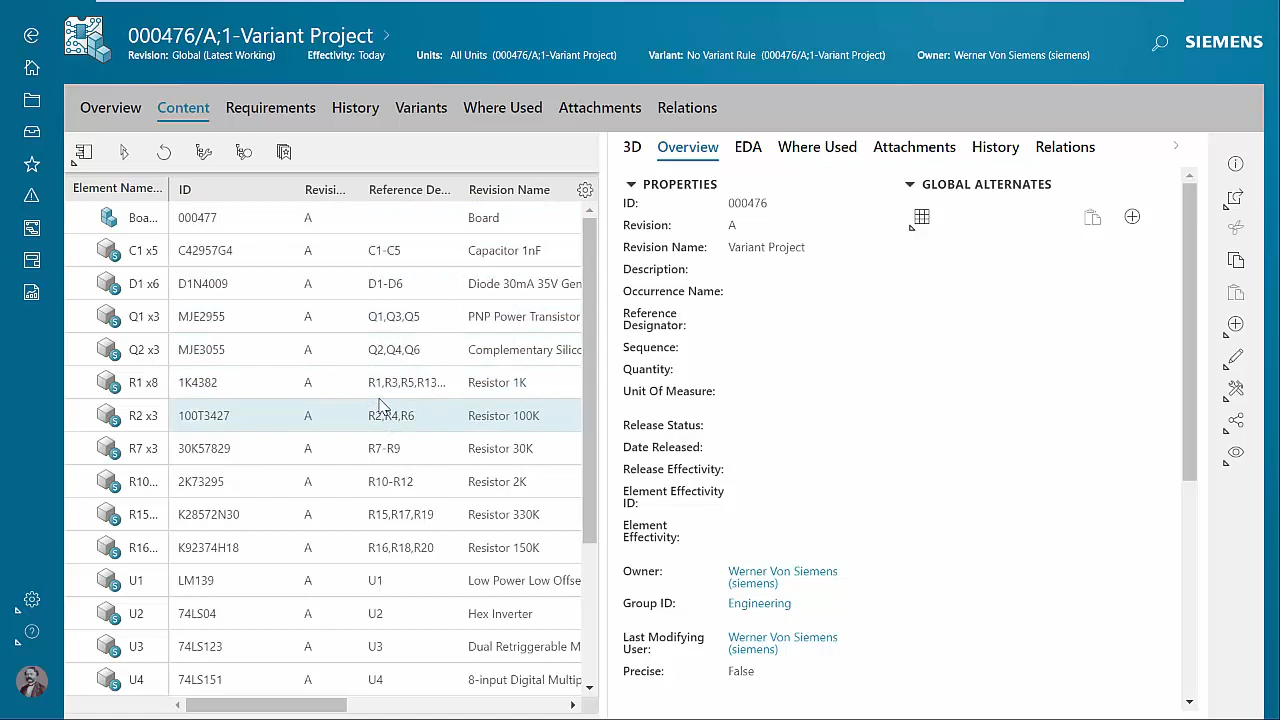 000476/A;1-Variant Project
SIEMENS
Revision: Global (Latest Working) Effectivity: Today Units: All Units (000476/A;1-Variant Project) Variant: No Variant Rule (000476/A;1-Variant Project) Owner: Werner Von Siemens (siemens)
Overview Content Requirements History Variants Where Used Attachments Relations
Element Name... ID Revisi... Reference De... Revision Name
Boa... 000477 A Board
C1 x5 C42957G4 A C1-C5 Capacitor 1nF
D1 x6 D1N4009 A D1-D6 Diode 30mA 35V Gen
Q1 x3 MJE2955 A Q1,Q3,Q5 PNP Power Transistor
Q2 x3 MJE3055 A Q2,Q4,Q6 Complementary Silico
R1 x8 1K4382 A R1,R3,R5,R13... Resistor 1K
R2 x3 100T3427 A R2,R4,R6 Resistor 100K
R7 x3 30K57829 A R7-R9 Resistor 30K
R10... 2K73295 A R10-R12 Resistor 2K
R15... K28572N30 A R15,R17,R19 Resistor 330K
R16... K92374H18 A R16,R18,R20 Resistor 150K
U1 LM139 A U1 Low Power Low Offse
U2 74LS04 A U2 Hex Inverter
U3 74LS123 A U3 Dual Retriggerable M
U4 74LS151 A U4 8-input Digital Multip
3D Overview EDA Where Used Attachments History Relations
PROPERTIES
ID: 000476
Revision: A
Revision Name: Variant Project
Description:
Occurrence Name:
Reference
Designator:
Sequence:
Quantity:
Unit Of Measure:
Release Status:
Date Released:
Release Effectivity:
Element Effectivity
ID:
Element
Effectivity:
Owner: Werner Von Siemens
(siemens)
Group ID: Engineering
Last Modifying Werner Von Siemens
User: (siemens)
Precise: False
GLOBAL ALTERNATES